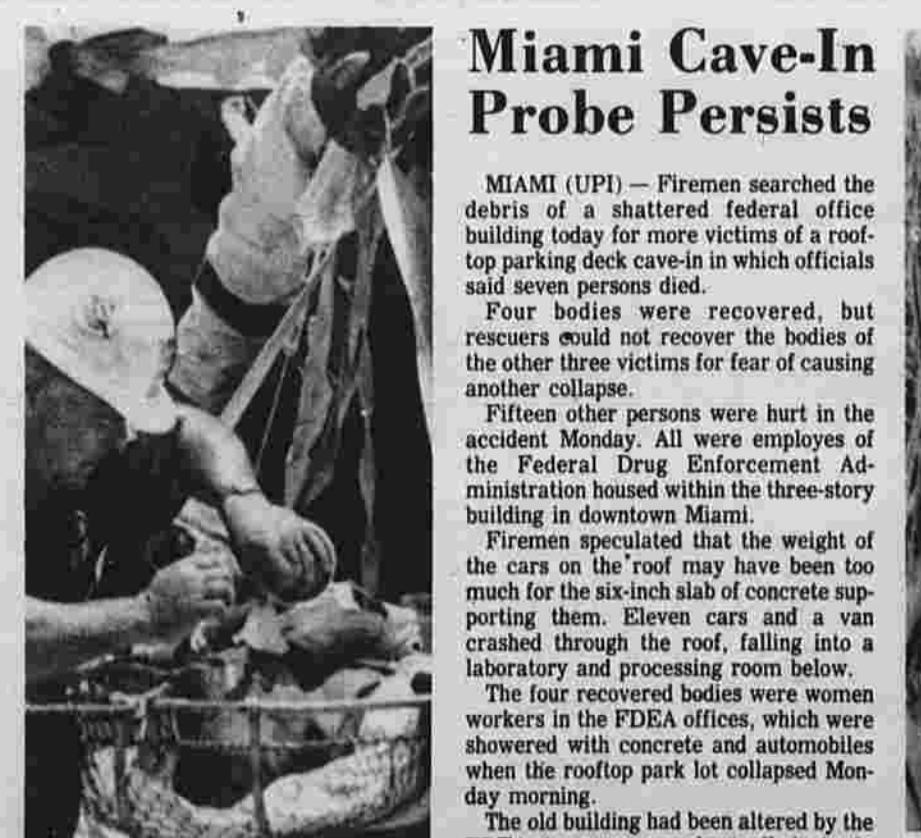 Miami Cave-In
Probe Persists
MIAMI (UPI) — Firemen searched the
debris of a shattered federal office
building today for more victims of a roof-
top parking deck cave-in in which officials
said seven persons died.
Four bodies were recovered, but
rescuers could not recover the bodies of
the other three victims for fear of causing
another collapse.
Fifteen other persons were hurt in the
accident Monday. All were employes of
the Federal Drug Enforcement Ad-
ministration housed within the three-story
building in downtown Miami.
Firemen speculated that the weight of
the cars on the roof may have been too
much for the six-inch slab of concrete sup-
porting them. Eleven cars and a van
crashed through the roof, falling into a
laboratory and processing room below.
The four recovered bodies were women
workers in the FDEA offices, which were
showered with concrete and automobiles
when the rooftop park lot collapsed Mon-
day morning.
The old building had been altered by the